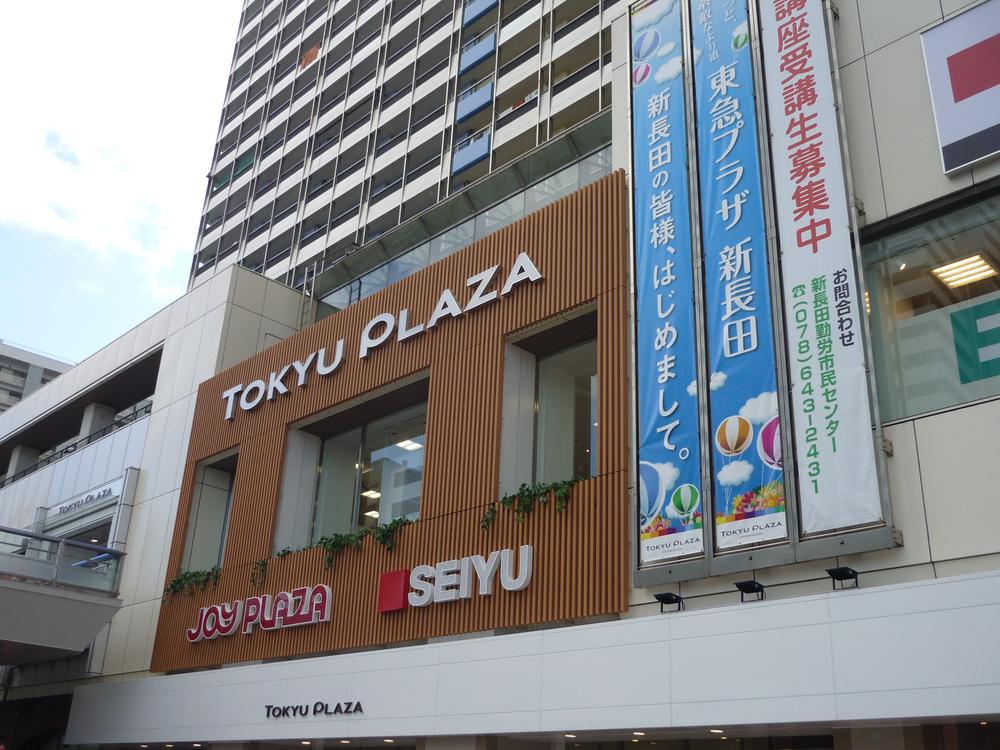 TOKYU PLAZA
JOY PLAZA
SEIYU
TOKYU PLAZA
TOKYU PLAZA
新長田の皆様、はじめまして。
TOKYU PLAZA
東急プラザ 新長田
TOKYU PLAZA
講座受講生募集中
お問合わせ
新長田勤労市民センター
☎(078)643-2431